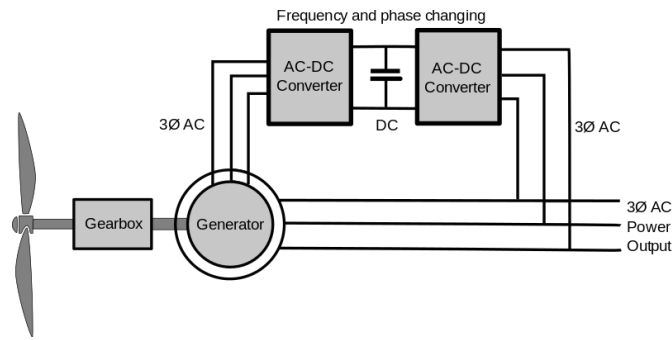 Frequency and phase changing
AC-DC
Converter
AC-DC
Converter
3Ø AC
DC
3Ø AC
Gearbox
Generator
3Ø AC
Power
Output